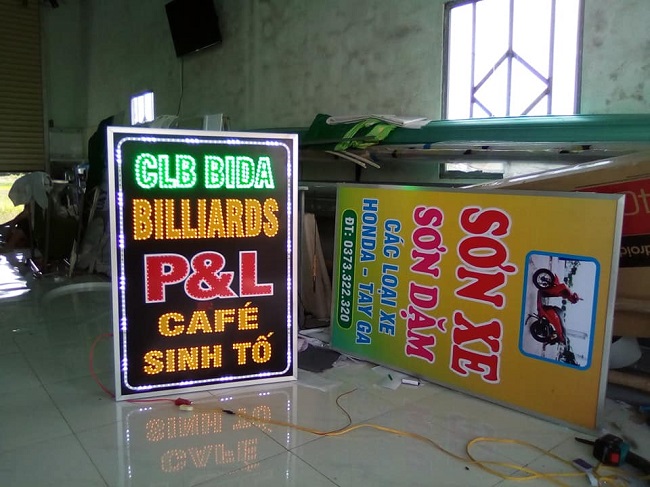 CLB BIDA
BILLIARDS
P&L
CAFÉ
SINH TỐ
SƠN XE
SƠN DẶM
CÁC LOẠI XE
HONDA - TAY GA
ĐT: 0373.322.320